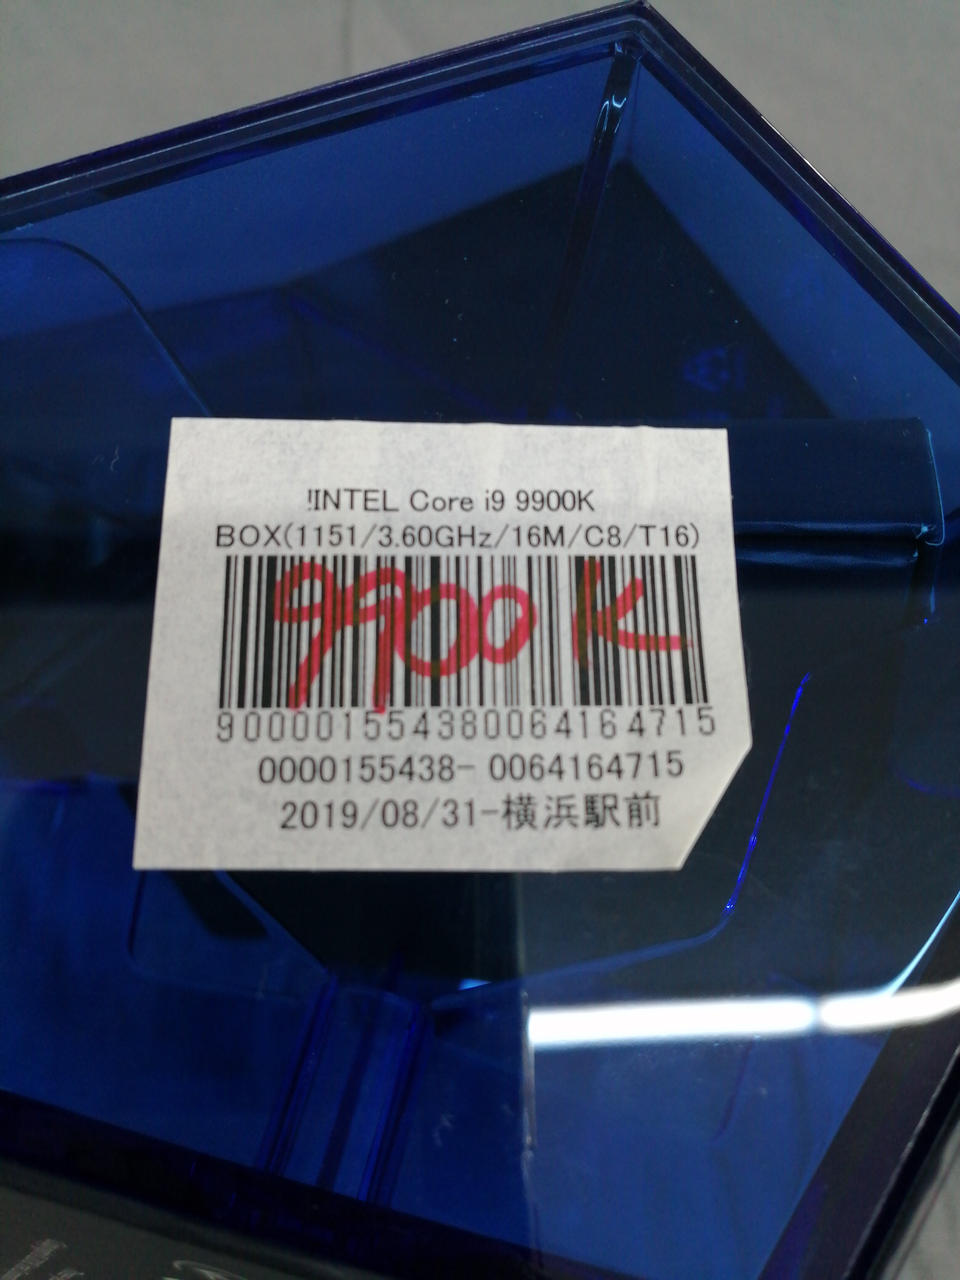 !INTEL Core i9 9900K
BOX(1151/3.60GHz/16M/C8/T16)
9900K
900001554380064164715
0000155438- 0064164715
2019/08/31-横浜駅前